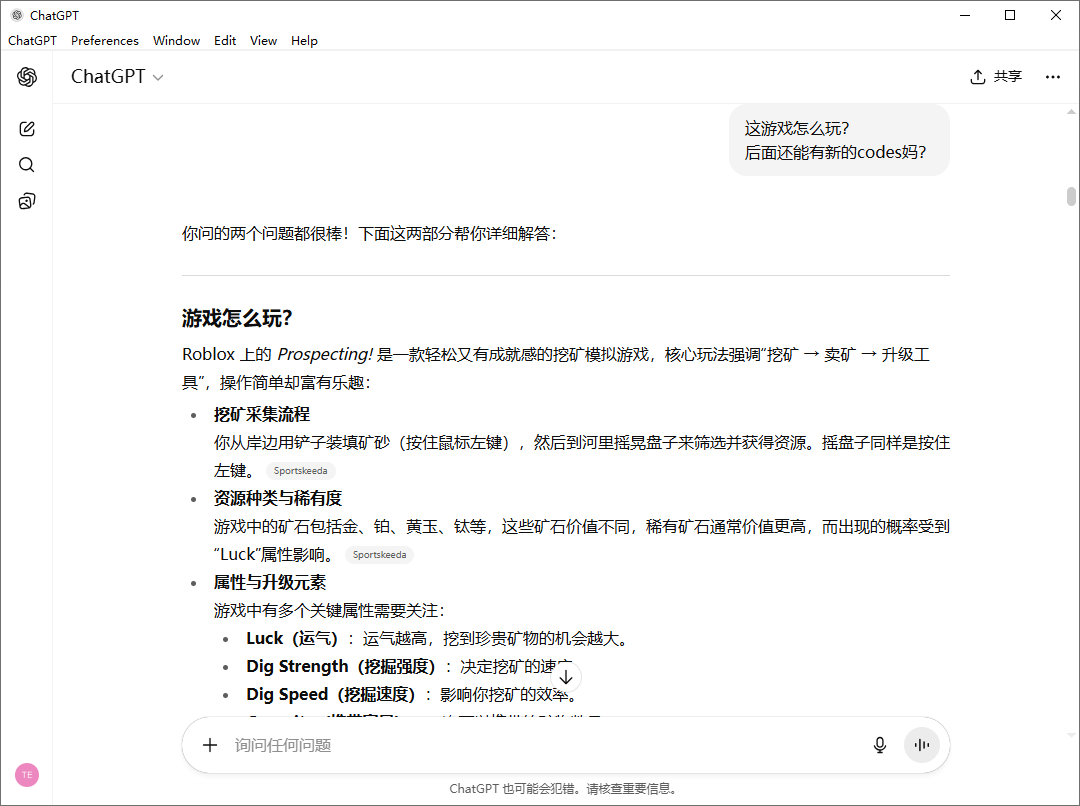 ChatGPT
ChatGPT Preferences Window Edit View Help
ChatGPT
共享
这游戏怎么玩？
后面还能有新的codes妈？
你问的两个问题都很棒！下面这两部分帮你详细解答：
游戏怎么玩？
Roblox 上的 Prospecting! 是一款轻松又有成就感的挖矿模拟游戏，核心玩法强调“挖矿 → 卖矿 → 升级工
具”，操作简单却富有乐趣：
• 挖矿采集流程
你从岸边用铲子装填矿砂（按住鼠标左键），然后到河里摇晃盘子来筛选并获得资源。摇盘子同样是按住
左键。 Sportskeeda
• 资源种类与稀有度
游戏中的矿石包括金、铂、黄玉、钛等，这些矿石价值不同，稀有矿石通常价值更高，而出现的概率受到
“Luck”属性影响。 Sportskeeda
• 属性与升级元素
游戏中有多个关键属性需要关注：
• Luck（运气）：运气越高，挖到珍贵矿物的机会越大。
• Dig Strength（挖掘强度）：决定挖矿的速度
• Dig Speed（挖掘速度）：影响你挖矿的效率。
询问任何问题
TE
ChatGPT 也可能会犯错。请核查重要信息。